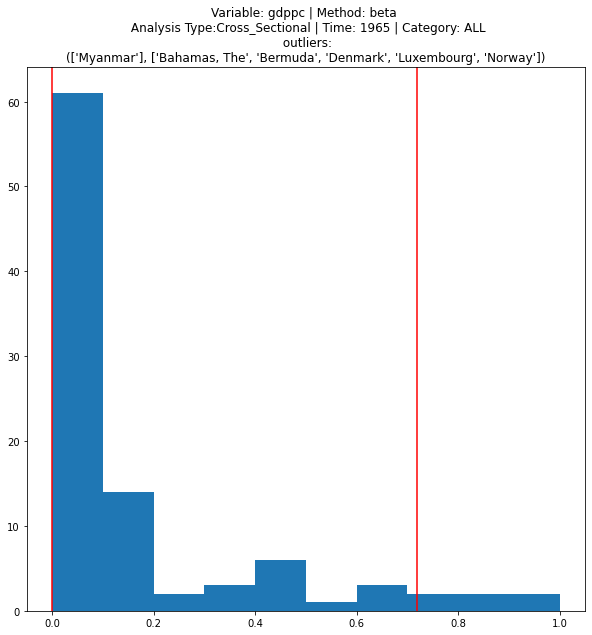 Variable: gdppc | Method: beta
Analysis Type:Cross_Sectional | Time: 1965 | Category: ALL
outliers:
(['Myanmar'], ['Bahamas, The', 'Bermuda', 'Denmark', 'Luxembourg', 'Norway'])
60
50
40
30
20
10
0
0.0 0.2 0.4 0.6 0.8 1.0